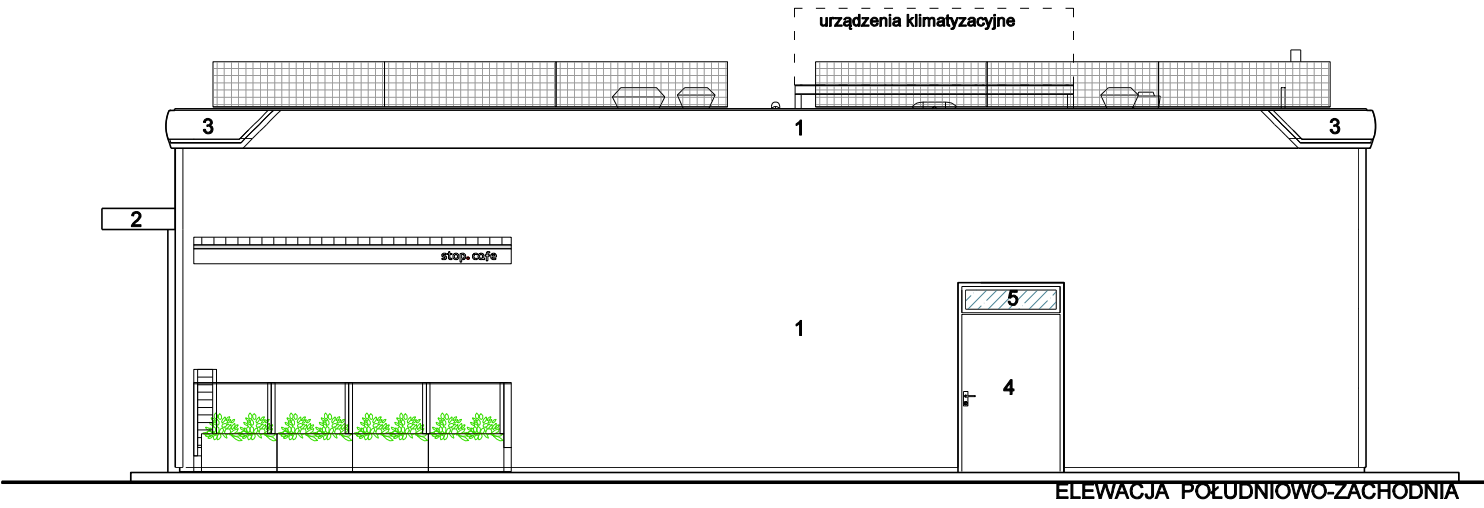 urządzenia klimatyzacyjne
3 1 3
2
stop.cafe
5
1
4
ELEWACJA POŁUDNIOWO-ZACHODNIA